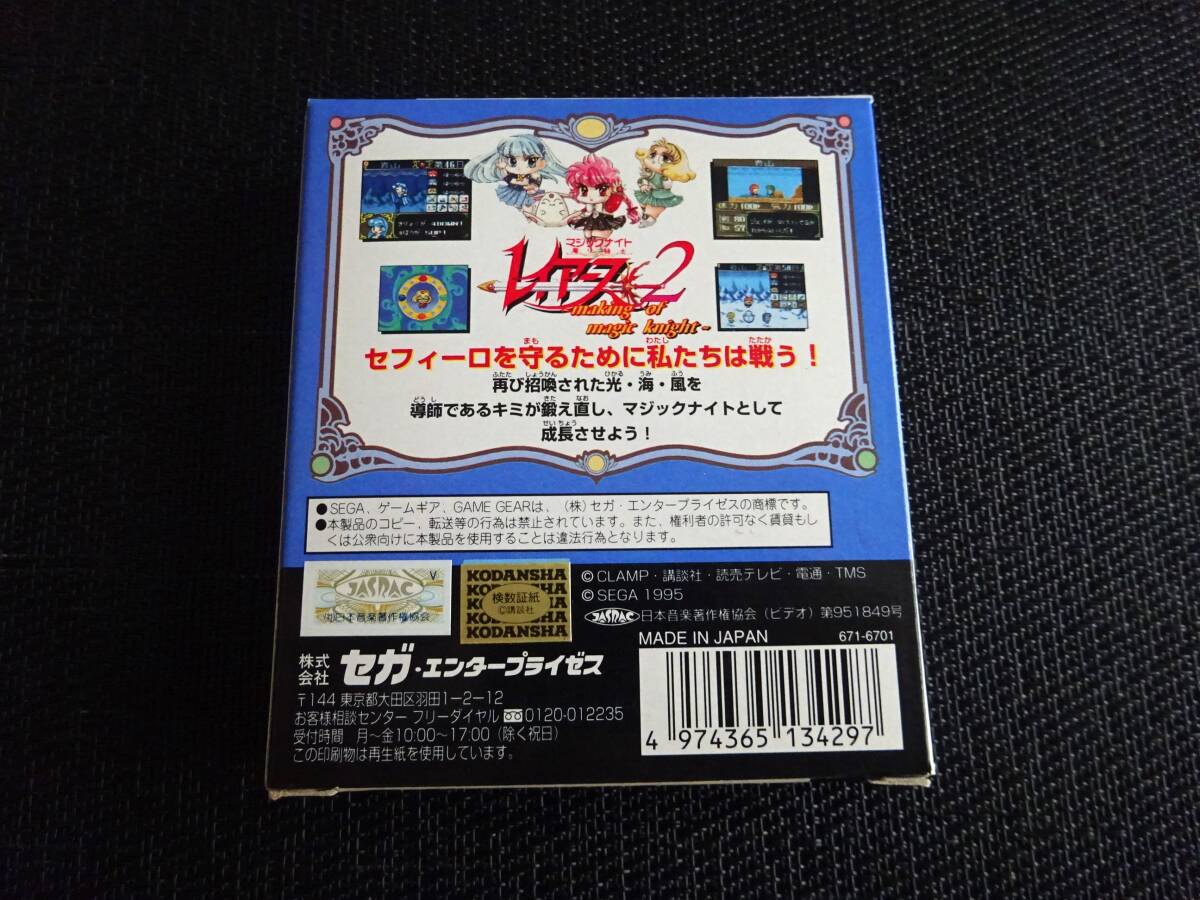 マジックナイト
レイアース2
-making of
magic knight-
セフィーロを守るために私たちは戦う！
再び召喚された光・海・風を
導師であるキミが鍛え直し、マジックナイトとして
成長させよう！
●SEGA、ゲームギア、GAME GEARは、（株）セガ・エンタープライゼスの商標です。
●本製品のコピー、転送等の行為は禁止されています。また、権利者の許可なく賃貸もし
くは公衆向けに本製品を使用することは違法行為となります。
JASRAC
V
日本音楽著作権協会
KODANSHA
検数証紙
©講談社
KODANSHA
©CLAMP・講談社・読売テレビ・電通・TMS
©SEGA 1995
JASRAC 日本音楽著作権協会（ビデオ）第951849号
MADE IN JAPAN 671-6701
株式会社 セガ・エンタープライゼス
〒144 東京都大田区羽田1-2-12
お客様相談センター フリーダイヤル 0120-012235
受付時間 月～金10:00～17:00（除く祝日）
この印刷物は再生紙を使用しています。
4 974365 134297